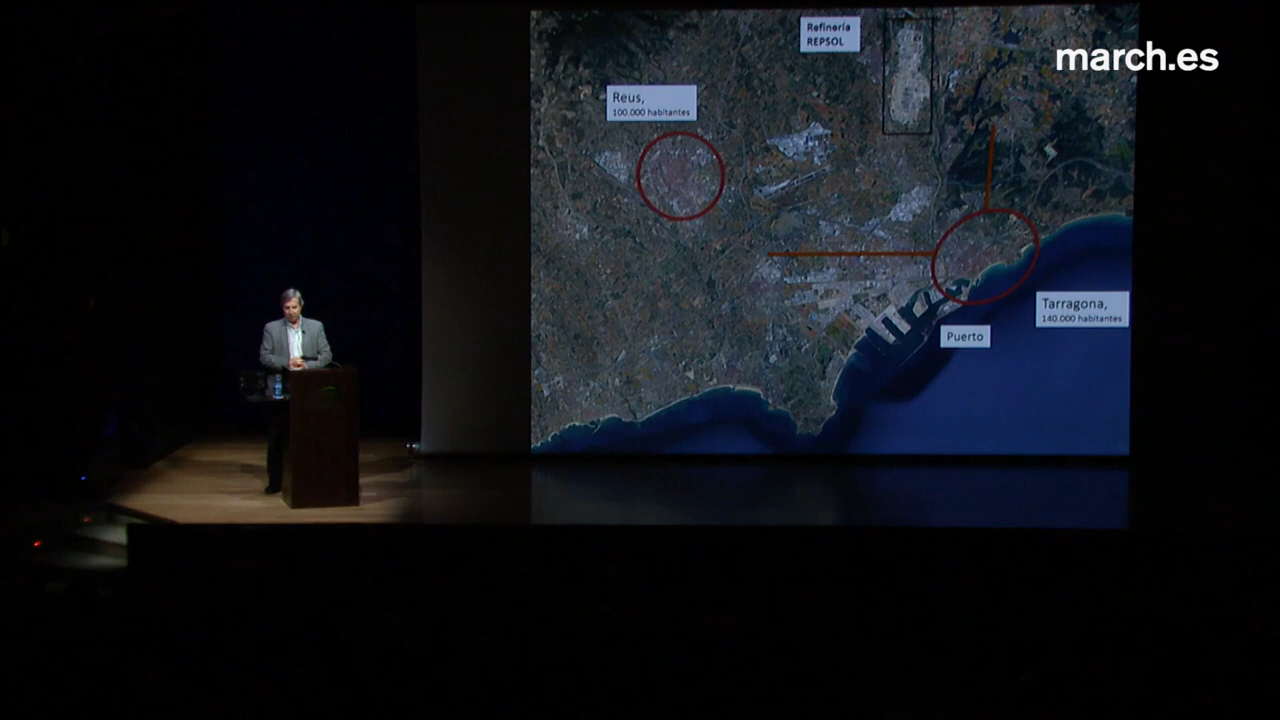 Refinería
REPSOL
march.es
Reus,
100.000 habitantes
Tarragona,
140.000 habitantes
Puerto